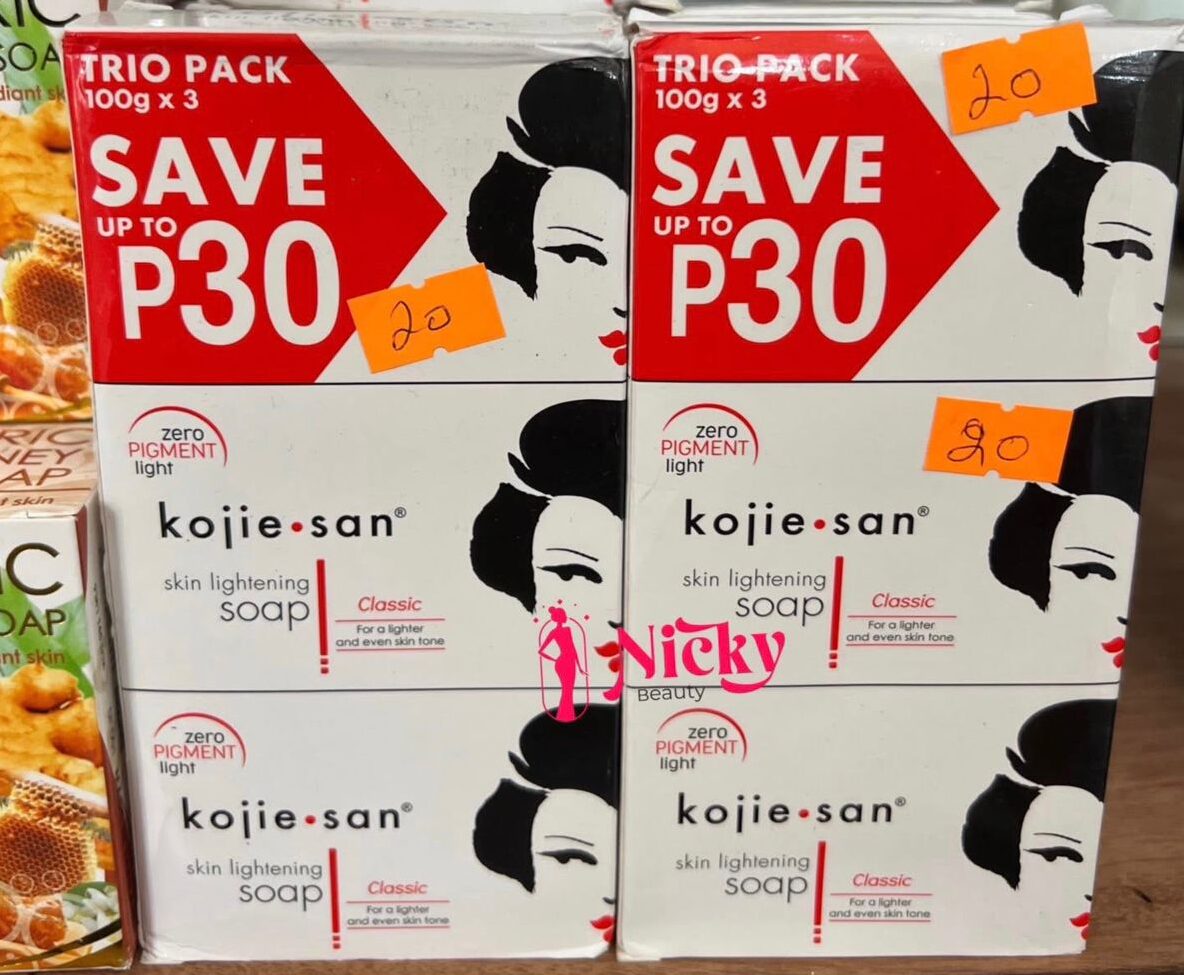 TRIO PACK
100g x 3
SAVE
UP TO
P30
20
zero
PIGMENT
light
kojie•san®
skin lightening
soap
Classic
For a lighter
and even skin tone
zero
PIGMENT
light
kojie•san®
skin lightening
soap
Classic
For a lighter
and even skin tone
TRIO PACK
100g x 3
SAVE
UP TO
P30
20
20
zero
PIGMENT
light
kojie•san®
skin lightening
soap
Classic
For a lighter
and even skin tone
zero
PIGMENT
light
kojie•san®
skin lightening
soap
Classic
For a lighter
and even skin tone
Nicky
Beauty
SOAP
skin